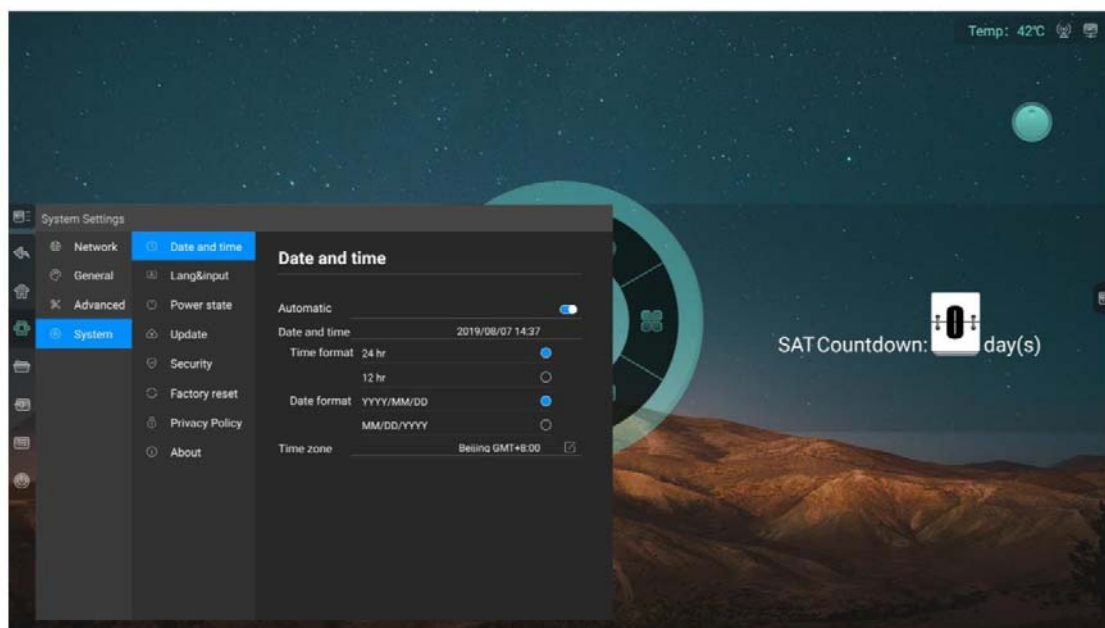 Temp: 42℃
System Settings
Network
General
Advanced
System
Date and time
Lang&input
Power state
Update
Security
Factory reset
Privacy Policy
About
Date and time
Automatic
Date and time 2019/08/07 14:37
Time format 24 hr
12 hr
Date format YYYY/MM/DD
MM/DD/YYYY
Time zone Beijing GMT+8:00
SAT Countdown: 0 day(s)